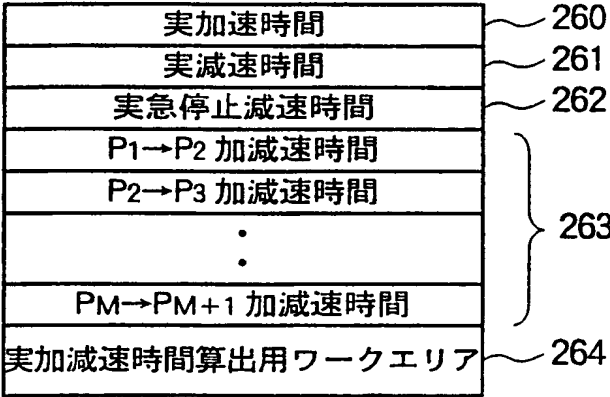 実加速時間 260
実減速時間 261
実急停止減速時間 262
P1→P2 加減速時間
P2→P3 加減速時間
263
PM→PM+1 加減速時間
実加減速時間算出用ワークエリア 264